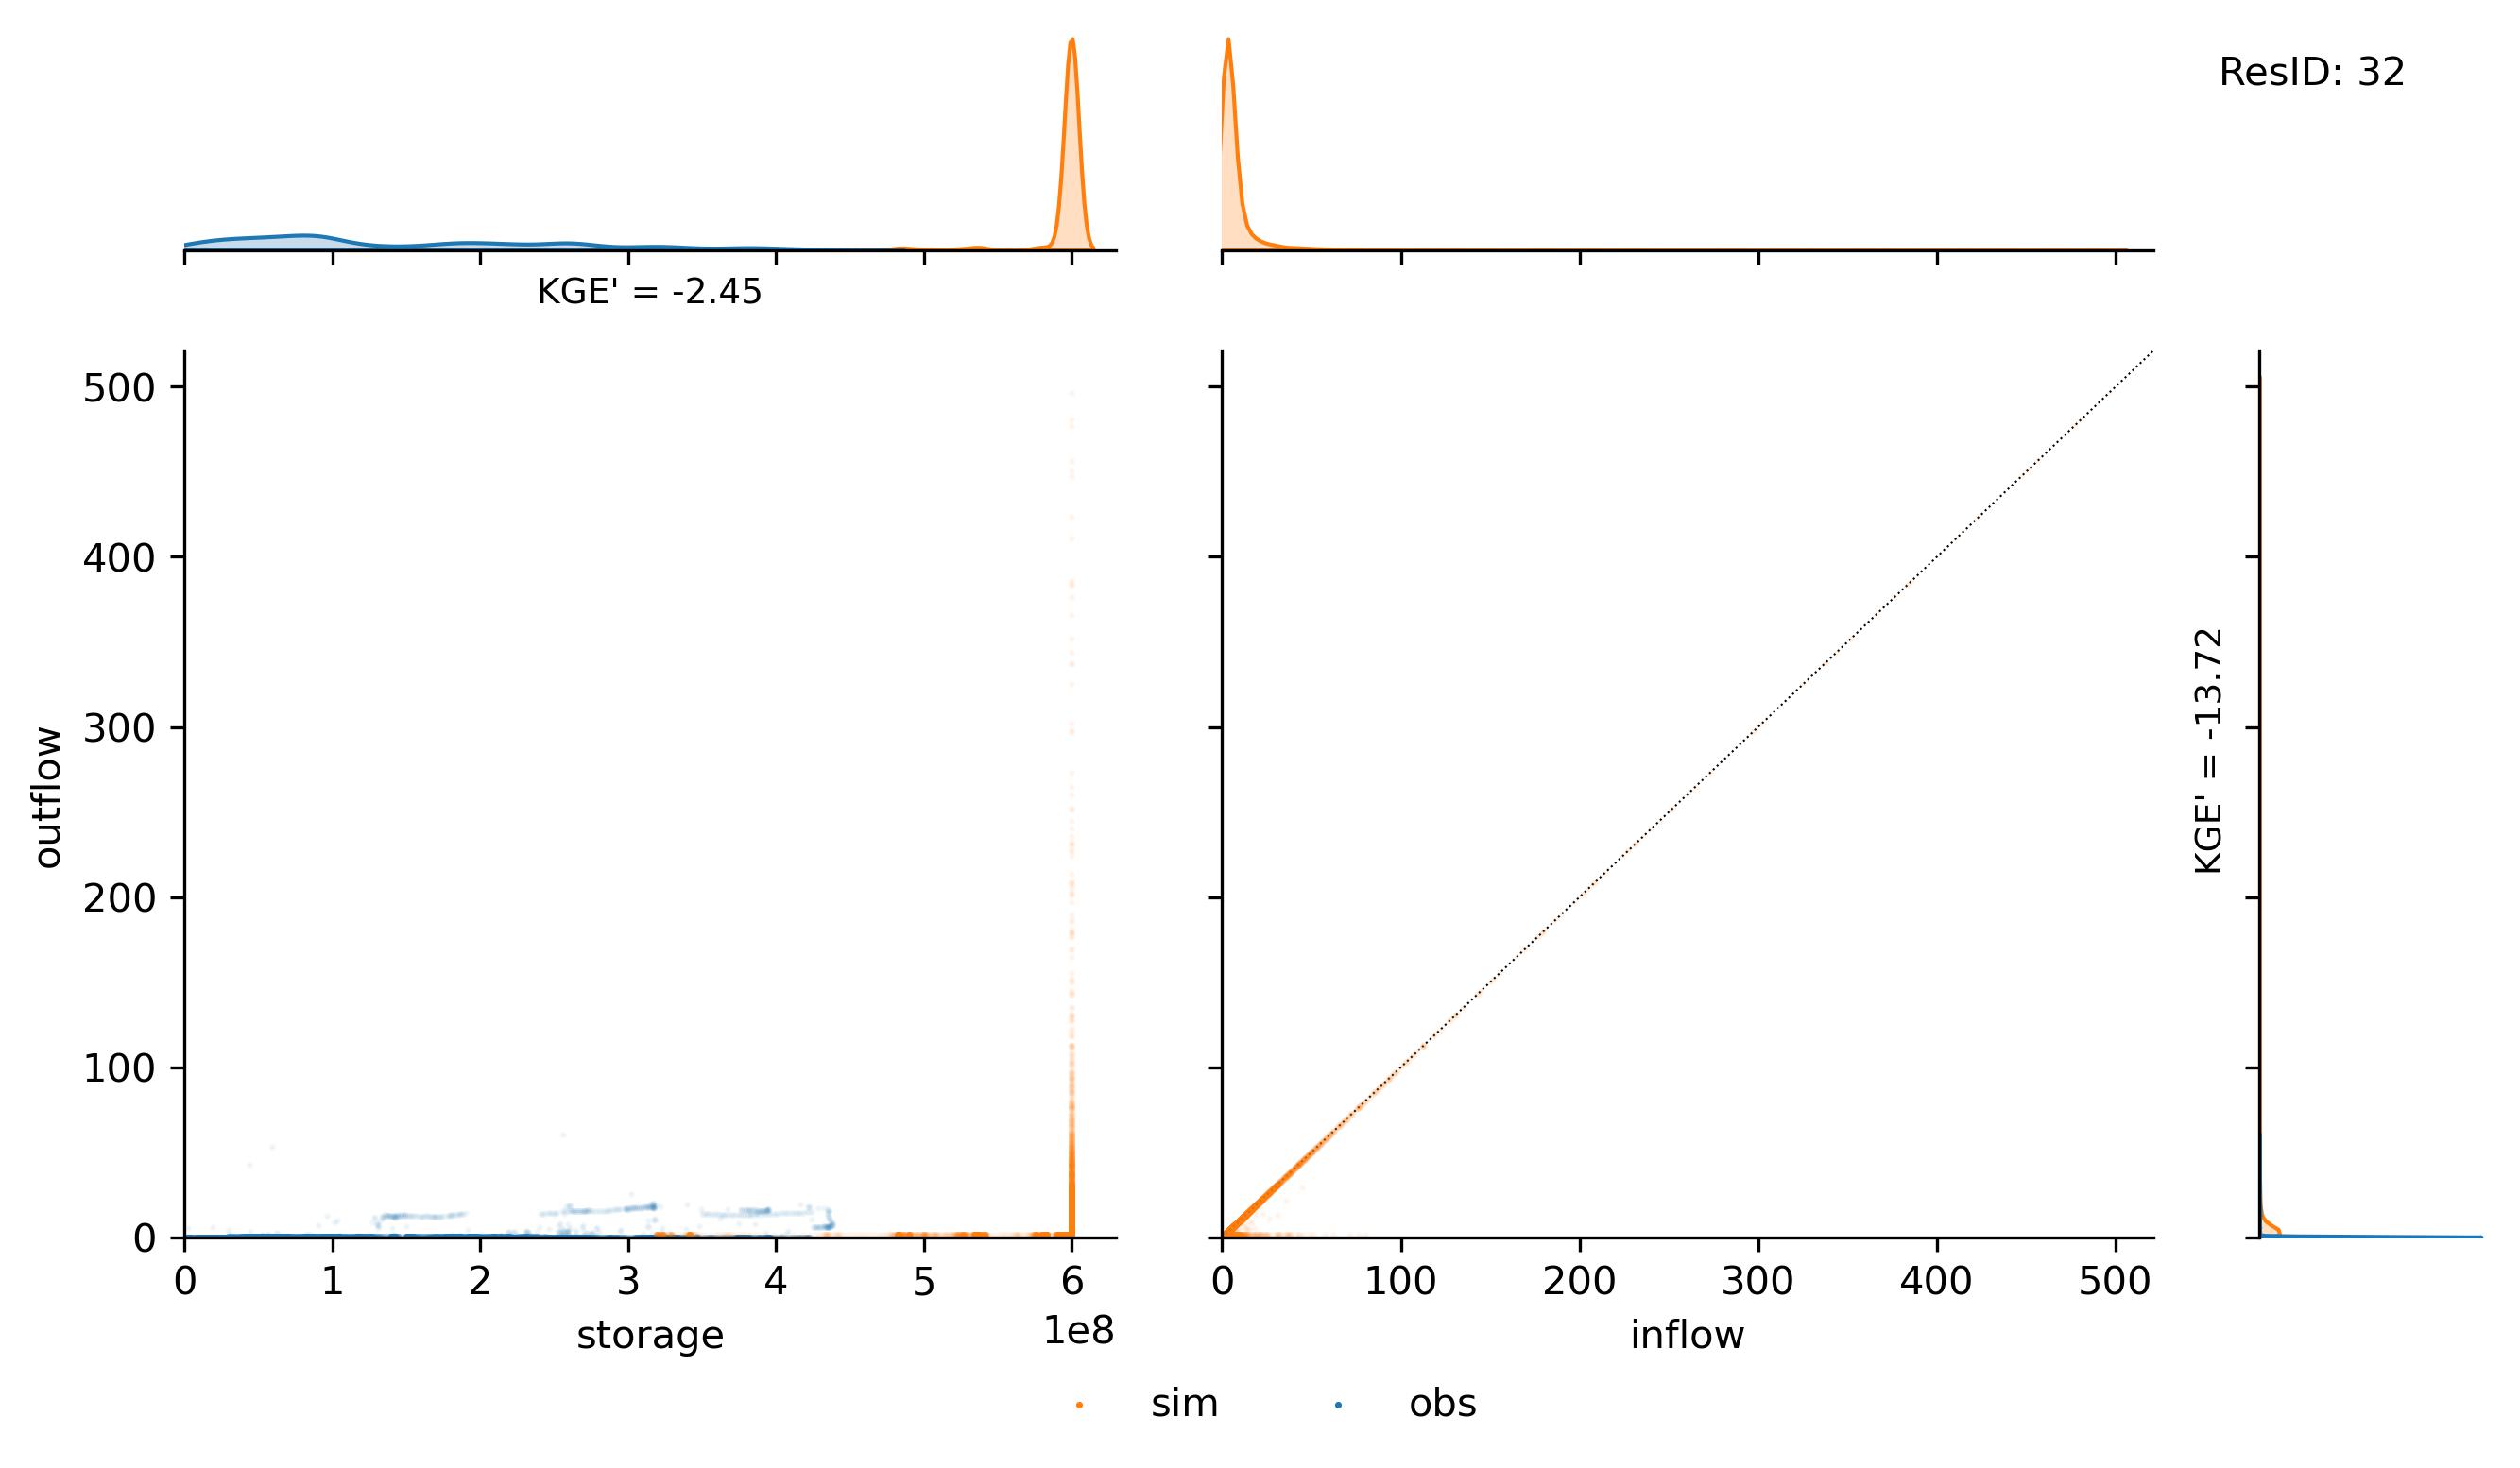 ResID: 32
KGE' = -2.45
500
400
300
200
100
0
outflow
KGE' = -13.72
0 1 2 3 4 5 6
1e8
storage
0 100 200 300 400 500
inflow
sim obs